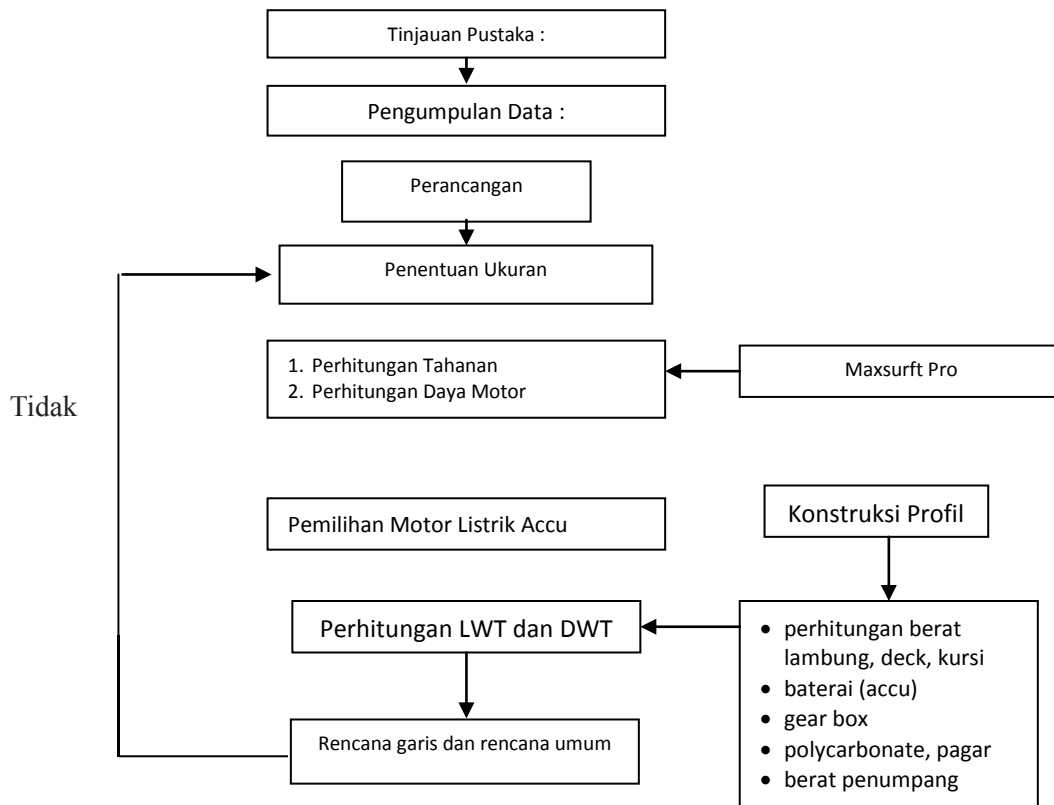 Tinjauan Pustaka :
Pengumpulan Data :
Perancangan
Penentuan Ukuran
1. Perhitungan Tahanan
2. Perhitungan Daya Motor
Maxsurft Pro
Tidak
Pemilihan Motor Listrik Accu
Konstruksi Profil
Perhitungan LWT dan DWT
• perhitungan berat
lambung, deck, kursi
• baterai (accu)
• gear box
• polycarbonate, pagar
• berat penumpang
Rencana garis dan rencana umum